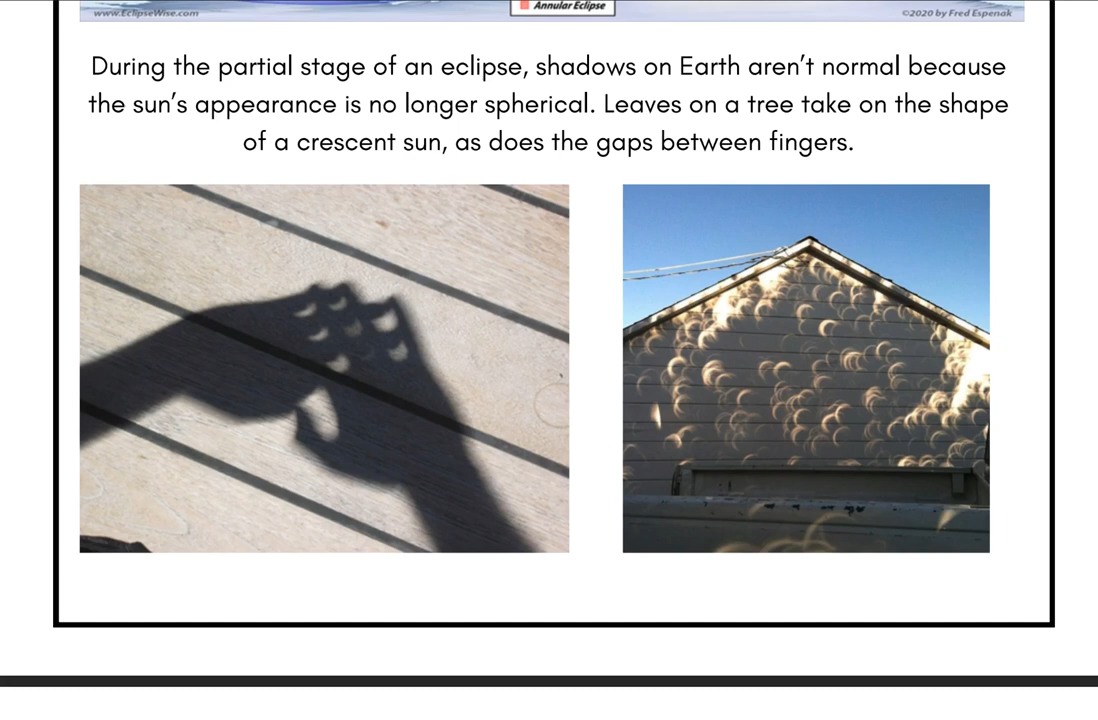 www.EclipseWise.com
Annular Eclipse
©2020 by Fred Espenak
During the partial stage of an eclipse, shadows on Earth aren't normal because
the sun's appearance is no longer spherical. Leaves on a tree take on the shape
of a crescent sun, as does the gaps between fingers.